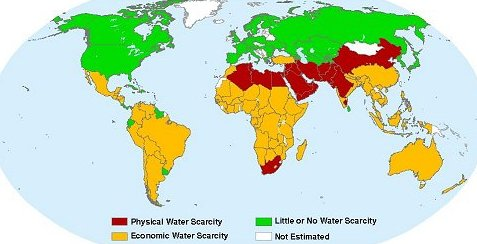 Physical Water Scarcity
Economic Water Scarcity
Little or No Water Scarcity
Not Estimated